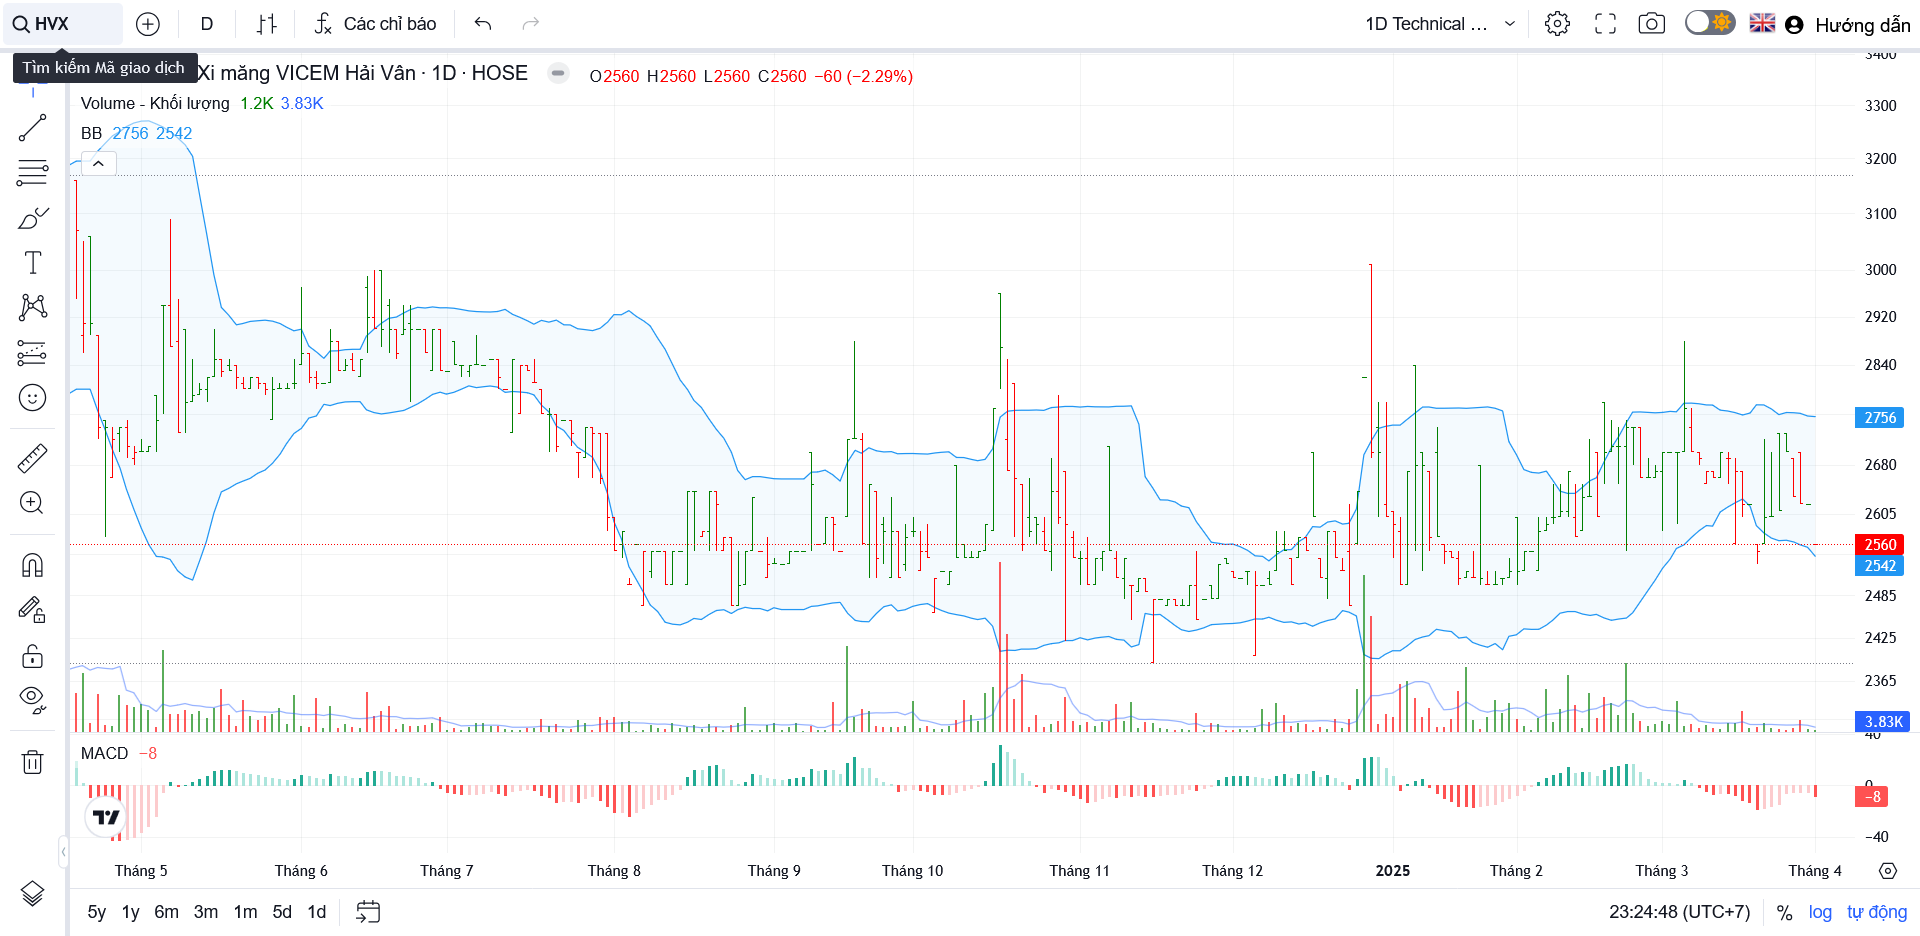 HVX
D
Các chỉ báo
1D Technical ...
Hướng dẫn
Tìm kiếm Mã giao dịch
Xi măng VICEM Hải Vân · 1D · HOSE
O2560 H2560 L2560 C2560 −60 (−2.29%)
Volume - Khối lượng 1.2K 3.83K
BB 2756 2542
3400
3300
3200
3100
3000
2920
2840
2756
2680
2605
2560
2542
2485
2425
2365
3.83K
MACD −8
40
0
−8
−40
Tháng 5 Tháng 6 Tháng 7 Tháng 8 Tháng 9 Tháng 10 Tháng 11 Tháng 12 2025 Tháng 2 Tháng 3 Tháng 4
5y 1y 6m 3m 1m 5d 1d
23:24:48 (UTC+7) % log tự động